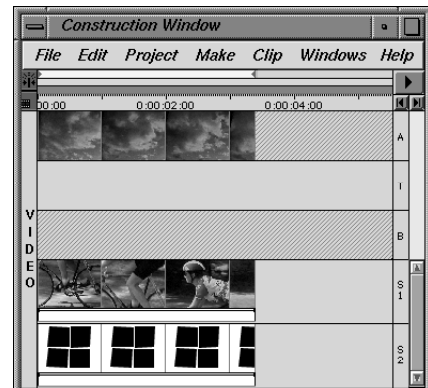 Construction Window
File Edit Project Make Clip Windows Help
00:00 0:00:02:00 0:00:04:00
A
I
B
VIDEO
S1
S2